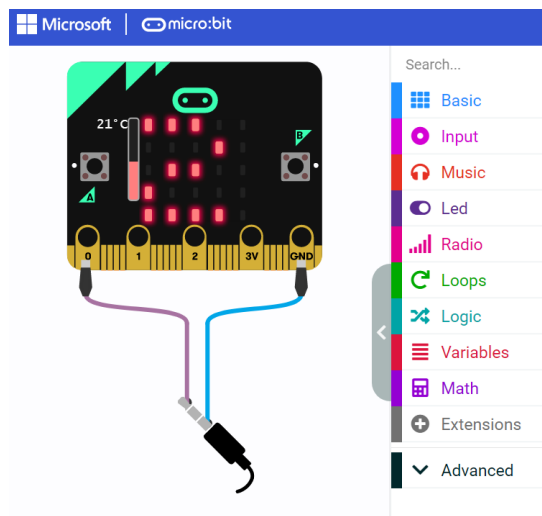 Microsoft | micro:bit
Search...
21°C
2
B
A
0 1 2 3V GND
Basic
Input
Music
Led
Radio
Loops
Logic
Variables
Math
Extensions
Advanced